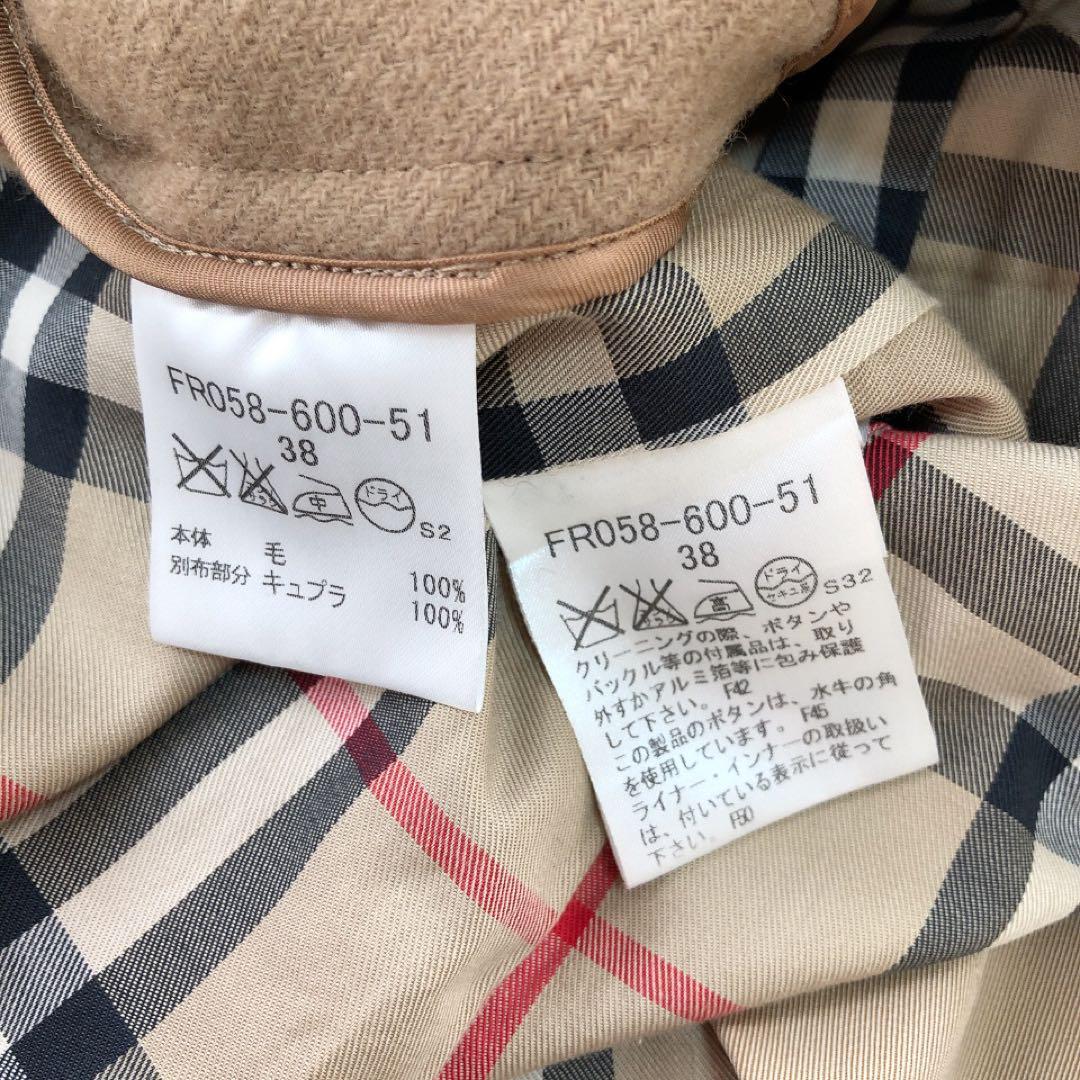 FR058-600-51
38
中
ドライ
S2
本体 毛 100%
別布部分 キュプラ 100%
FR058-600-51
38
高
ドライ
セキユ系
S32
クリーニングの際、ボタンや
バックル等の付属品は、取り
外すかアルミ箔等に包み保護
して下さい。 F42
この製品のボタンは、水牛の角
を使用しています。 F45
ライナー・インナーの取扱い
は、付いている表示に従って
下さい。 F50